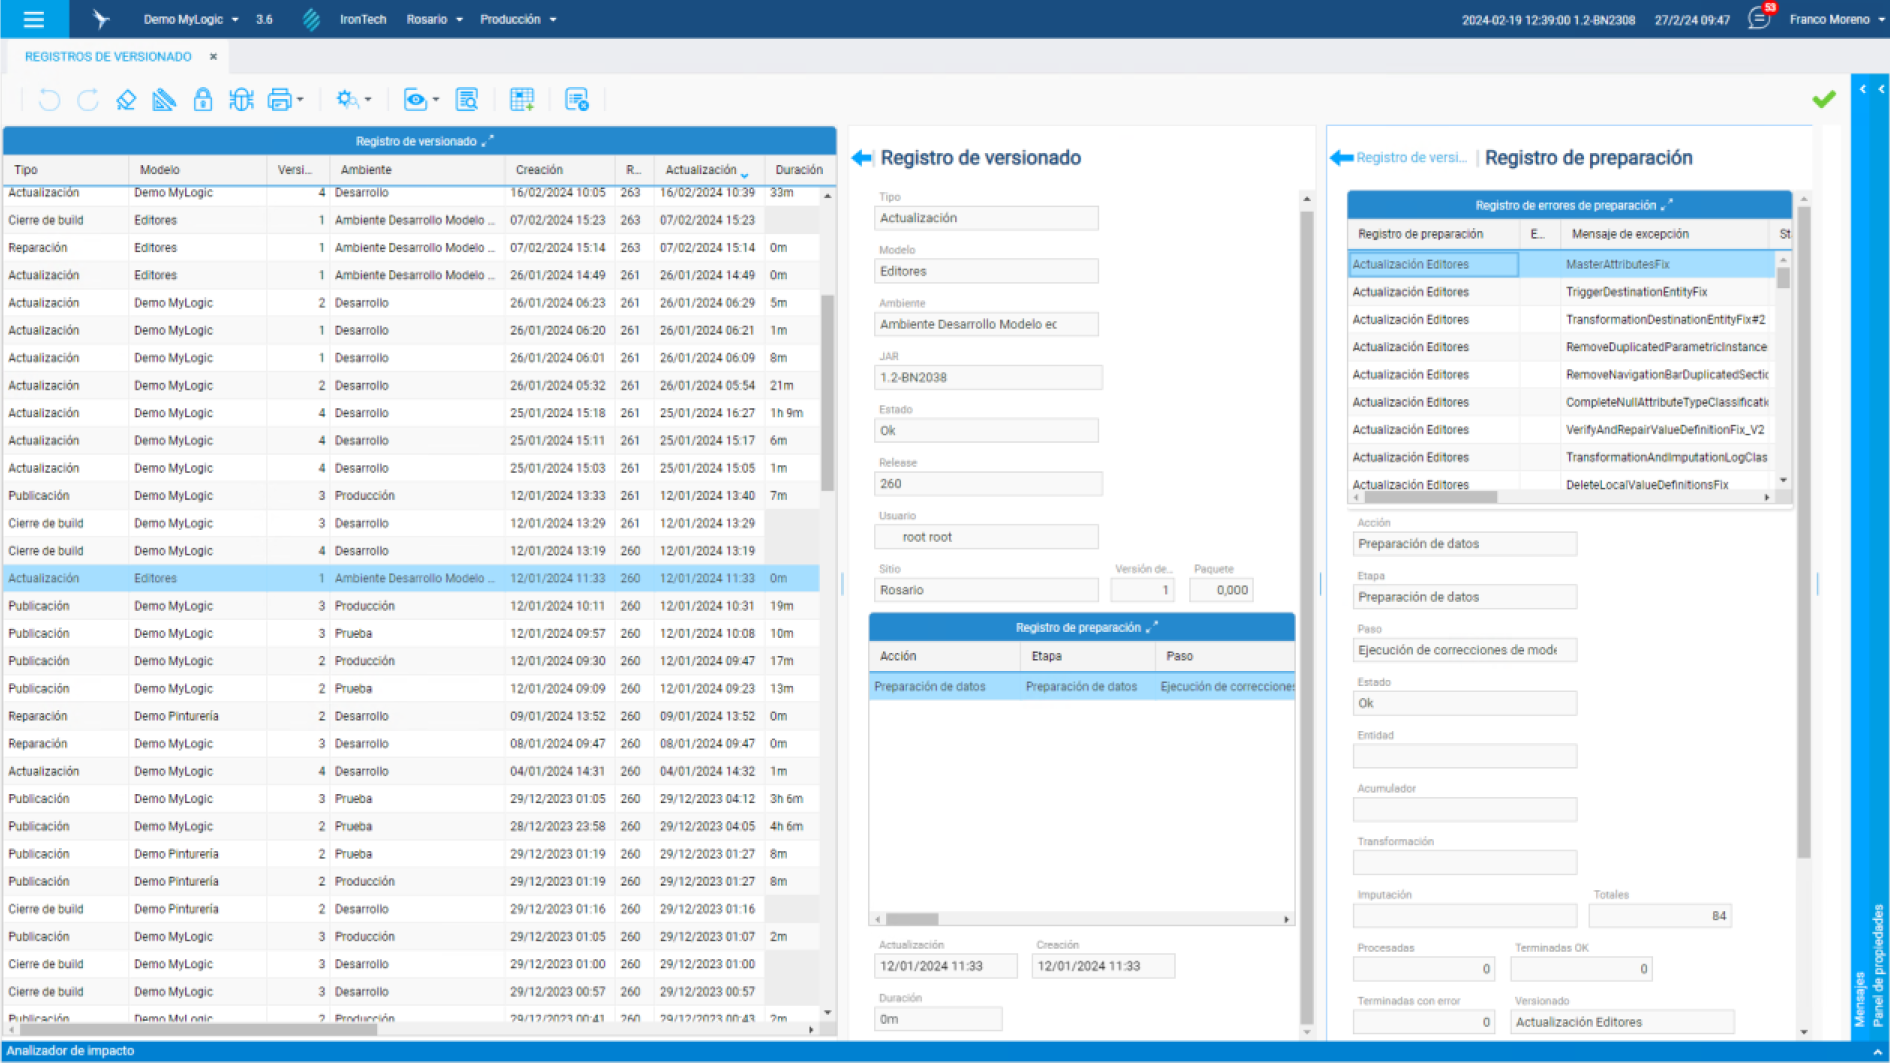 Demo MyLogic 3.6 IronTech Rosario Producción 2024-02-19 12:39:00 1.2-BN2308 27/2/24 09:47 53 Franco Moreno
REGISTROS DE VERSIONADO ×
Registro de versionado
Tipo Modelo Versi... Ambiente Creación R... Actualización Duración
Actualización Demo MyLogic 4 Desarrollo 16/02/2024 10:05 263 16/02/2024 10:39 33m
Cierre de build Editores 1 Ambiente Desarrollo Modelo ... 07/02/2024 15:23 263 07/02/2024 15:23
Reparación Editores 1 Ambiente Desarrollo Modelo ... 07/02/2024 15:14 263 07/02/2024 15:14 0m
Actualización Editores 1 Ambiente Desarrollo Modelo ... 26/01/2024 14:49 261 26/01/2024 14:49 0m
Actualización Demo MyLogic 2 Desarrollo 26/01/2024 06:23 261 26/01/2024 06:29 5m
Actualización Demo MyLogic 1 Desarrollo 26/01/2024 06:20 261 26/01/2024 06:21 1m
Actualización Demo MyLogic 1 Desarrollo 26/01/2024 06:01 261 26/01/2024 06:09 8m
Actualización Demo MyLogic 2 Desarrollo 26/01/2024 05:32 261 26/01/2024 05:54 21m
Actualización Demo MyLogic 4 Desarrollo 25/01/2024 15:18 261 25/01/2024 16:27 1h 9m
Actualización Demo MyLogic 4 Desarrollo 25/01/2024 15:11 261 25/01/2024 15:17 6m
Actualización Demo MyLogic 4 Desarrollo 25/01/2024 15:03 261 25/01/2024 15:05 1m
Publicación Demo MyLogic 3 Producción 12/01/2024 13:33 261 12/01/2024 13:40 7m
Cierre de build Demo MyLogic 3 Desarrollo 12/01/2024 13:29 261 12/01/2024 13:29
Cierre de build Demo MyLogic 4 Desarrollo 12/01/2024 13:19 260 12/01/2024 13:19
Actualización Editores 1 Ambiente Desarrollo Modelo ... 12/01/2024 11:33 260 12/01/2024 11:33 0m
Publicación Demo MyLogic 3 Producción 12/01/2024 10:11 260 12/01/2024 10:31 19m
Publicación Demo MyLogic 3 Prueba 12/01/2024 09:57 260 12/01/2024 10:08 10m
Publicación Demo MyLogic 2 Producción 12/01/2024 09:30 260 12/01/2024 09:47 17m
Publicación Demo MyLogic 2 Prueba 12/01/2024 09:09 260 12/01/2024 09:23 13m
Reparación Demo Pinturería 2 Desarrollo 09/01/2024 13:52 260 09/01/2024 13:52 0m
Reparación Demo MyLogic 3 Desarrollo 08/01/2024 09:47 260 08/01/2024 09:47 0m
Actualización Demo MyLogic 4 Desarrollo 04/01/2024 14:31 260 04/01/2024 14:32 1m
Publicación Demo MyLogic 3 Prueba 29/12/2023 01:05 260 29/12/2023 04:12 3h 6m
Publicación Demo MyLogic 2 Prueba 28/12/2023 23:58 260 29/12/2023 04:05 4h 6m
Publicación Demo Pinturería 2 Prueba 29/12/2023 01:19 260 29/12/2023 01:27 8m
Publicación Demo Pinturería 2 Producción 29/12/2023 01:19 260 29/12/2023 01:27 8m
Cierre de build Demo Pinturería 2 Desarrollo 29/12/2023 01:16 260 29/12/2023 01:16
Publicación Demo MyLogic 3 Producción 29/12/2023 01:05 260 29/12/2023 01:07 2m
Cierre de build Demo MyLogic 3 Desarrollo 29/12/2023 01:00 260 29/12/2023 01:00
Cierre de build Demo MyLogic 3 Desarrollo 29/12/2023 00:57 260 29/12/2023 00:57
Publicación Demo MyLogic 2 Producción 29/12/2023 00:41 260 29/12/2023 00:43 2m
Registro de versionado
Tipo
Actualización
Modelo
Editores
Ambiente
Ambiente Desarrollo Modelo ec
JAR
1.2-BN2038
Estado
Ok
Release
260
Usuario
root root
Sitio Versión de... Paquete
Rosario 1 0,000
Registro de preparación
Acción Etapa Paso
Preparación de datos Preparación de datos Ejecución de correcciones
Actualización Creación
12/01/2024 11:33 12/01/2024 11:33
Duración
0m
Registro de versi... Registro de preparación
Registro de errores de preparación
Registro de preparación E... Mensaje de excepción St
Actualización Editores MasterAttributesFix
Actualización Editores TriggerDestinationEntityFix
Actualización Editores TransformationDestinationEntityFix#2
Actualización Editores RemoveDuplicatedParametricInstance
Actualización Editores RemoveNavigationBarDuplicatedSectic
Actualización Editores CompleteNullAttributeTypeClassificatio
Actualización Editores VerifyAndRepairValueDefinitionFix_V2
Actualización Editores TransformationAndImputationLogClas
Actualización Editores DeleteLocalValueDefinitionsFix
Acción
Preparación de datos
Etapa
Preparación de datos
Paso
Ejecución de correcciones de mode
Estado
Ok
Entidad
Acumulador
Transformación
Imputación Totales
84
Procesadas Terminadas OK
0 0
Terminadas con error Versionado
0 Actualización Editores
Mensajes
Panel de propiedades
Analizador de impacto